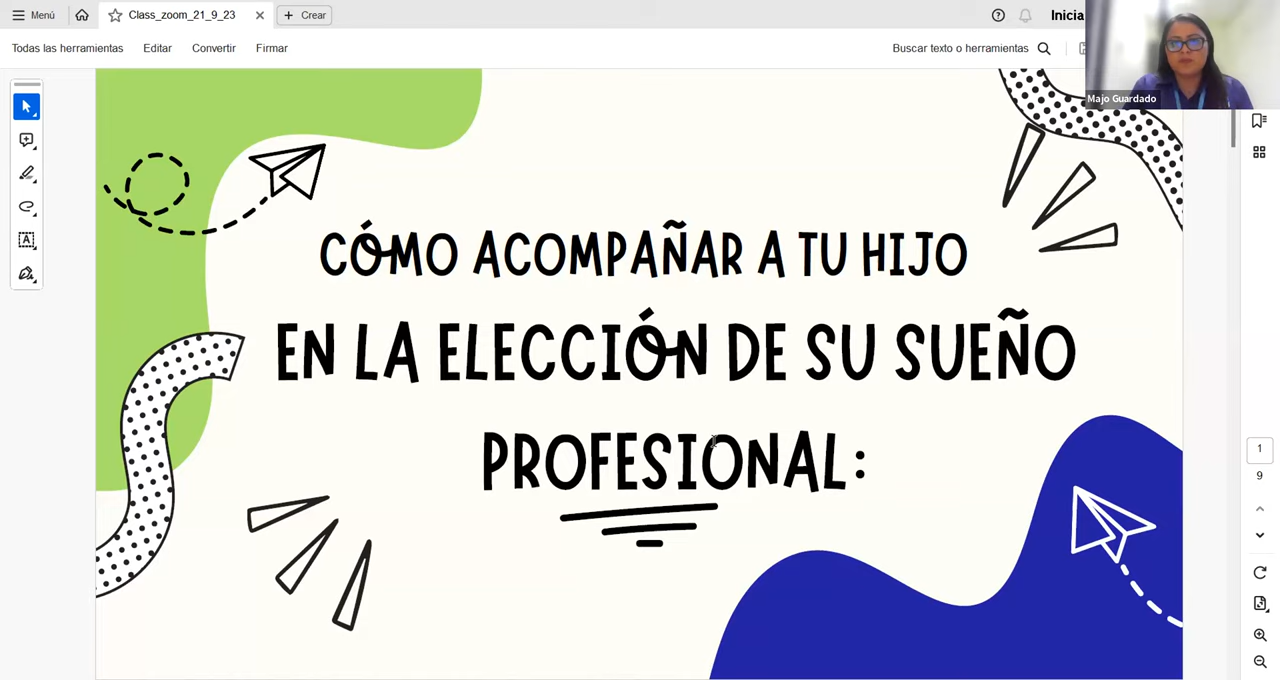 Menú
Class_zoom_21_9_23
Crear
Inicia
Todas las herramientas
Editar
Convertir
Firmar
Buscar texto o herramientas
Majo Guardado
CÓMO ACOMPAÑAR A TU HIJO
EN LA ELECCIÓN DE SU SUEÑO
PROFESIONAL:
1
9